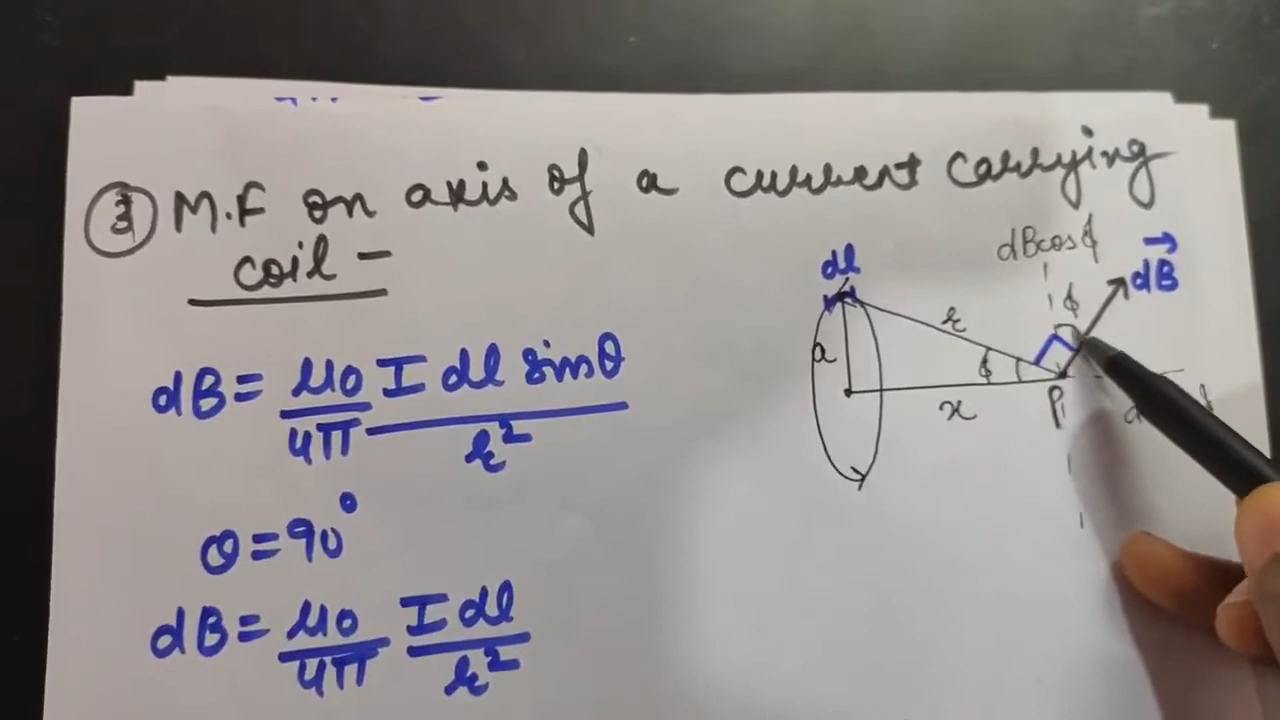 ③ M.F on axis of a current carrying
coil -
dB = μ0/4π I dl sinθ/r²
θ = 90°
dB = μ0/4π I dl/r²
dl
a
r
x
ϕ
P
dBcosϕ
ϕ
dB